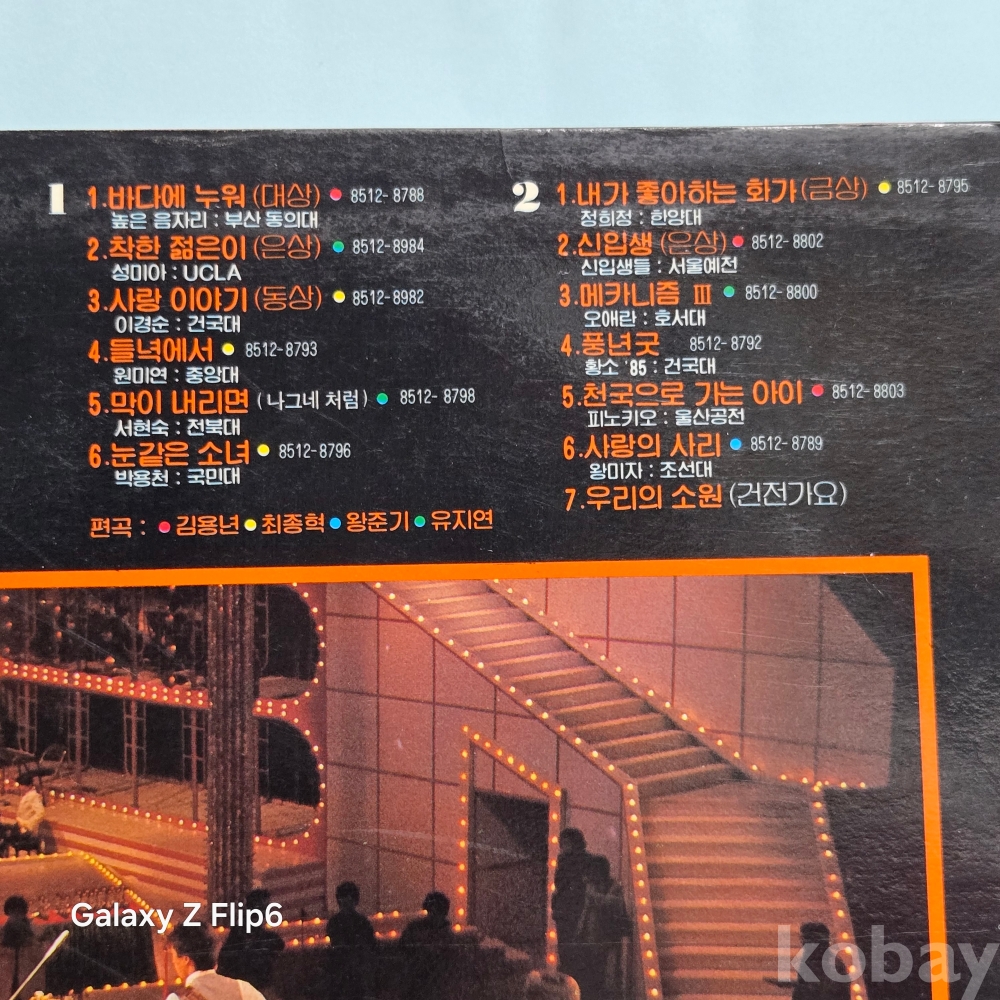 1
1.바다에 누워 (대상) ● 8512-8788
높은 음자리 : 부산 동의대
2.착한 젊은이 (은상) ● 8512-8984
성미아 : UCLA
3.사랑 이야기 (동상) ● 8512-8982
이경순 : 건국대
4.들녘에서 ● 8512-8793
원미연 : 중앙대
5.막이 내리면 (나그네 처럼) ● 8512-8798
서현숙 : 전북대
6.눈같은 소녀 ● 8512-8796
박용천 : 국민대
편곡 : ●김용년 ●최종혁 ●왕준기 ●유지연
2
1.내가 좋아하는 화가 (금상) ● 8512-8795
정희정 : 한양대
2.신입생 (은상) ● 8512-8802
신입생들 : 서울예전
3.메카니즘 Ⅲ ● 8512-8800
오애란 : 호서대
4.풍년굿 8512-8792
황소 '85 : 건국대
5.천국으로 가는 아이 ● 8512-8803
피노키오 : 울산공전
6.사랑의 사리 ● 8512-8789
왕미자 : 조선대
7.우리의 소원 (건전가요)
Galaxy Z Flip6
kobay